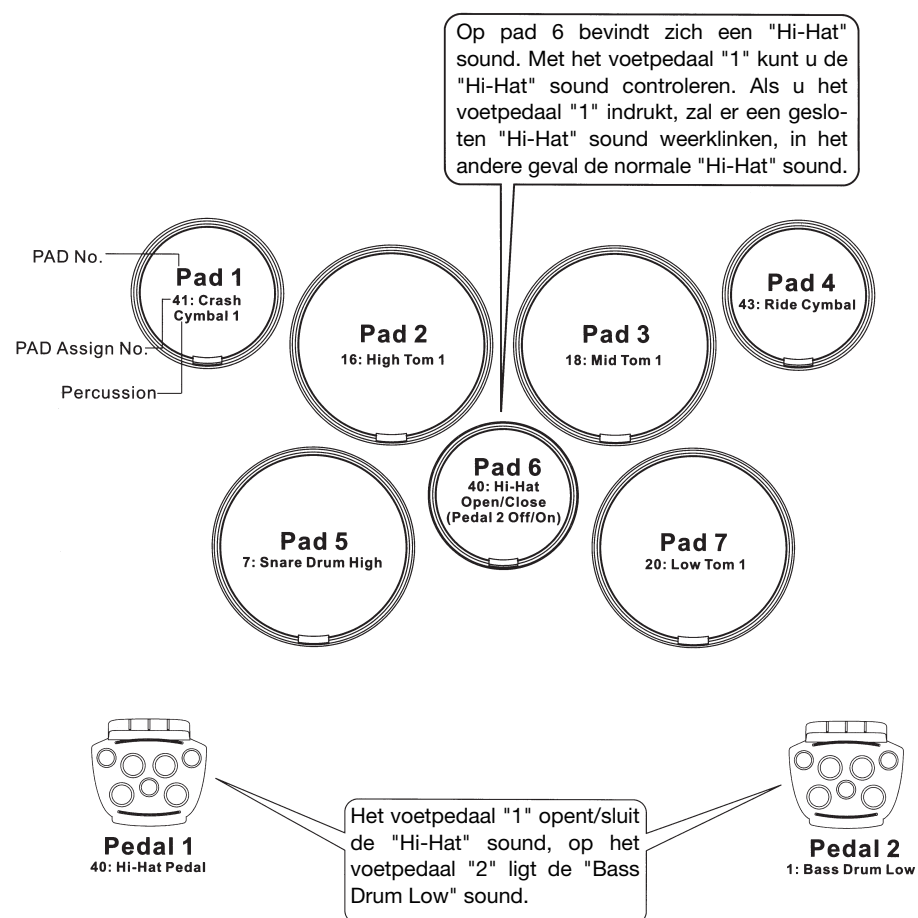 Op pad 6 bevindt zich een "Hi-Hat"
sound. Met het voetpedaal "1" kunt u de
"Hi-Hat" sound controleren. Als u het
voetpedaal "1" indrukt, zal er een geslo-
ten "Hi-Hat" sound weerklinken, in het
andere geval de normale "Hi-Hat" sound.
PAD No.
PAD Assign No.
Percussion
Pad 1
41: Crash
Cymbal 1
Pad 2
16: High Tom 1
Pad 3
18: Mid Tom 1
Pad 4
43: Ride Cymbal
Pad 5
7: Snare Drum High
Pad 6
40: Hi-Hat
Open/Close
(Pedal 2 Off/On)
Pad 7
20: Low Tom 1
Pedal 1
40: Hi-Hat Pedal
Het voetpedaal "1" opent/sluit
de "Hi-Hat" sound, op het
voetpedaal "2" ligt de "Bass
Drum Low" sound.
Pedal 2
1: Bass Drum Low